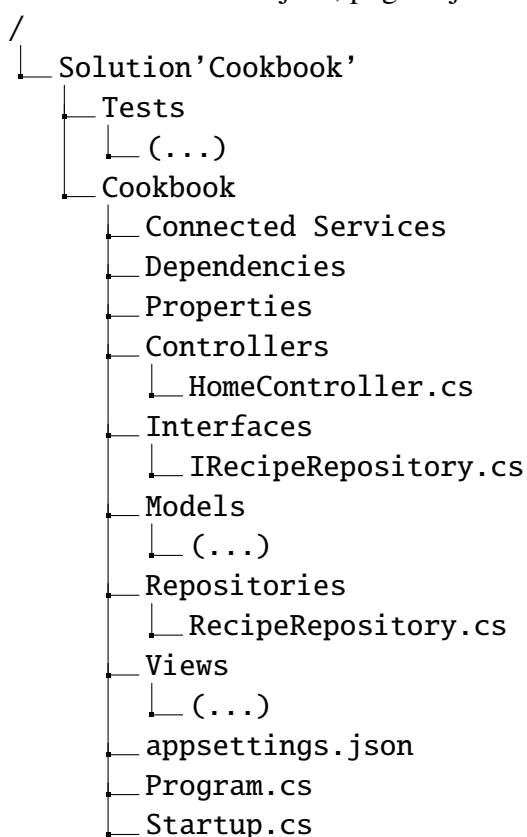 /
Solution'Cookbook'
Tests
(...)
Cookbook
Connected Services
Dependencies
Properties
Controllers
HomeController.cs
Interfaces
IRecipeRepository.cs
Models
(...)
Repositories
RecipeRepository.cs
Views
(...)
appsettings.json
Program.cs
Startup.cs